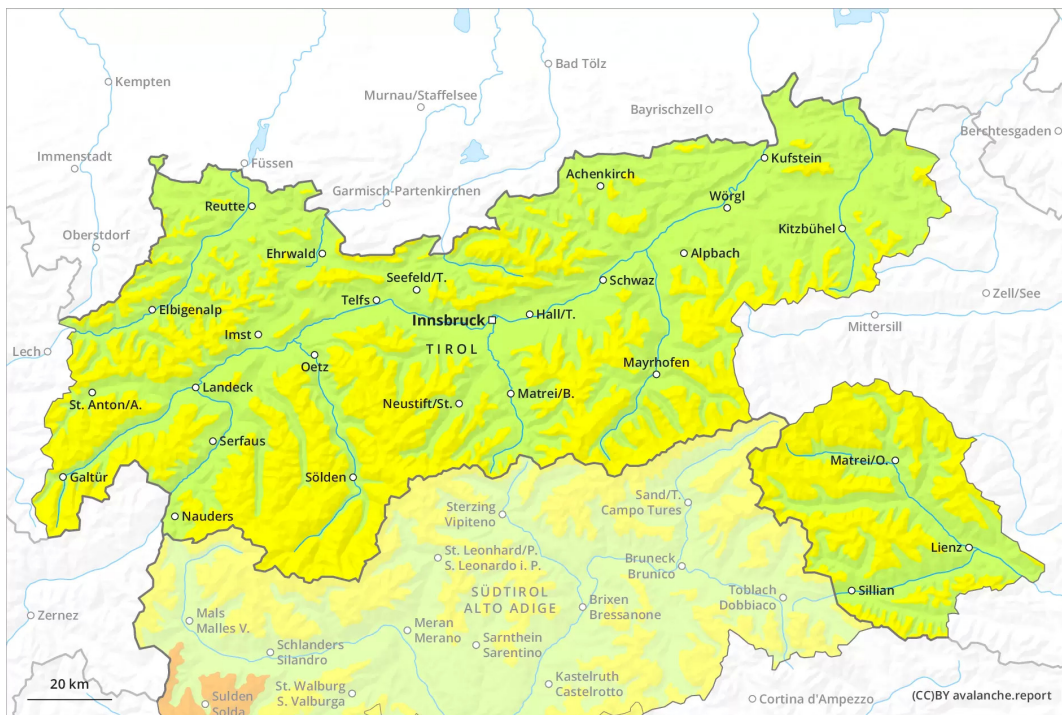 Kempten
Bad Tölz
Murnau/Staffelsee
Bayrischzell
Berchtesgaden
Immenstadt
Füssen
Kufstein
Achenkirch
Garmisch-Partenkirchen
Wörgl
Reutte
Oberstdorf
Kitzbühel
Ehrwald
Alpbach
Seefeld/T.
Schwaz
Telfs
Zell/See
Elbigenalp
Innsbruck
Hall/T.
Mittersill
Imst
Lech
TIROL
Oetz
Mayrhofen
Landeck
St. Anton/A.
Neustift/St.
Matrei/B.
Serfaus
Matrei/O.
Galtür
Sölden
Sand/T.
Campo Tures
Sterzing
Vipiteno
Nauders
Lienz
St. Leonhard/P.
S. Leonardo i. P.
Bruneck
Brunico
Sillian
SÜDTIROL
ALTO ADIGE
Toblach
Dobbiaco
Brixen
Bressanone
Zernez
Mals
Malles V.
Meran
Merano
Schlanders
Silandro
Sarnthein
Sarentino
Kastelruth
Castelrotto
20 km
St. Walburg
S. Valburga
Sulden
Solda
Cortina d'Ampezzo
(CC)BY avalanche.report